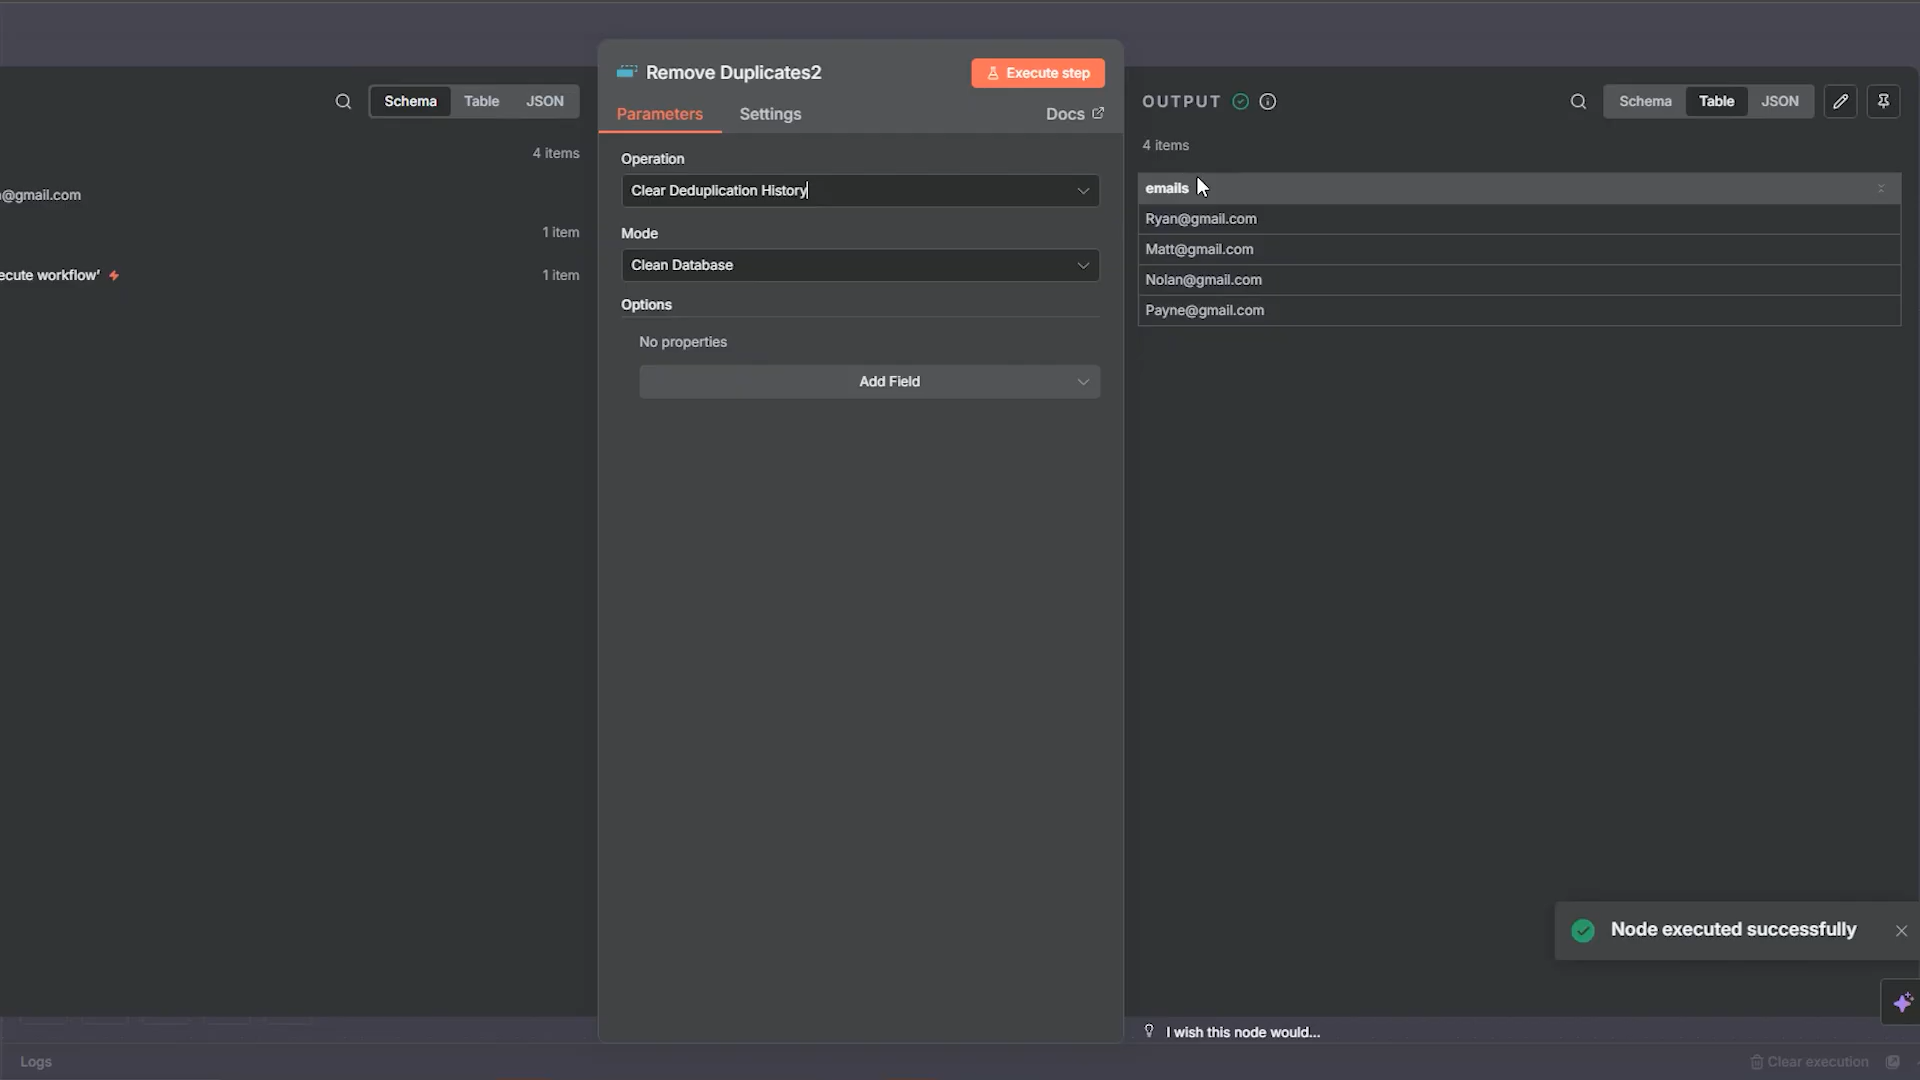 Schema Table JSON
4 items
@gmail.com
1 item
ecute workflow' 1 item
Remove Duplicates2
Execute step
Parameters Settings Docs
Operation
Clear Deduplication History
Mode
Clean Database
Options
No properties
Add Field
OUTPUT
Schema Table JSON
4 items
emails
Ryan@gmail.com
Matt@gmail.com
Nolan@gmail.com
Payne@gmail.com
Node executed successfully
I wish this node would...
Logs
Clear execution